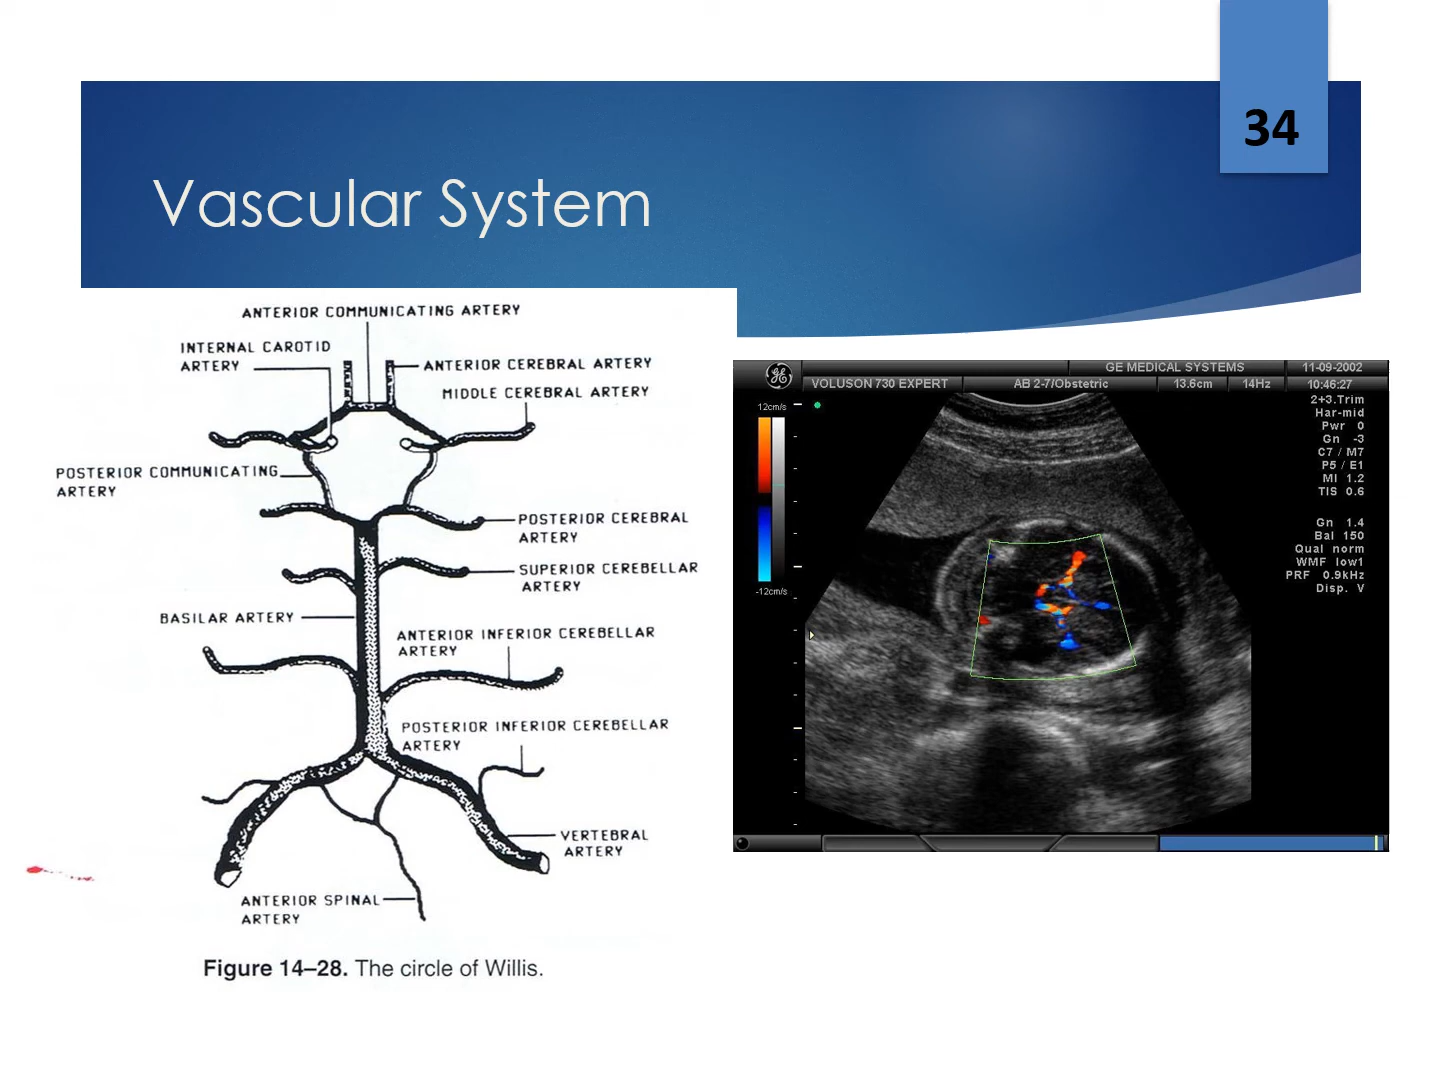 34
Vascular System
ANTERIOR COMMUNICATING ARTERY
INTERNAL CAROTID
ARTERY
ANTERIOR CEREBRAL ARTERY
MIDDLE CEREBRAL ARTERY
POSTERIOR COMMUNICATING
ARTERY
POSTERIOR CEREBRAL
ARTERY
SUPERIOR CEREBELLAR
ARTERY
BASILAR ARTERY
ANTERIOR INFERIOR CEREBELLAR
ARTERY
POSTERIOR INFERIOR CEREBELLAR
ARTERY
VERTEBRAL
ARTERY
ANTERIOR SPINAL
ARTERY
Figure 14–28. The circle of Willis.
GE MEDICAL SYSTEMS 11-09-2002
VOLUSON 730 EXPERT AB 2-7/Obstetric 13.6cm 14Hz 10:46:27
12cm/s
-12cm/s
2+3.Trim
Har-mid
Pwr 0
Gn -3
C7 / M7
P5 / E1
MI 1.2
TIS 0.6
Gn 1.4
Bal 150
Qual norm
WMF low1
PRF 0.9kHz
Disp. V